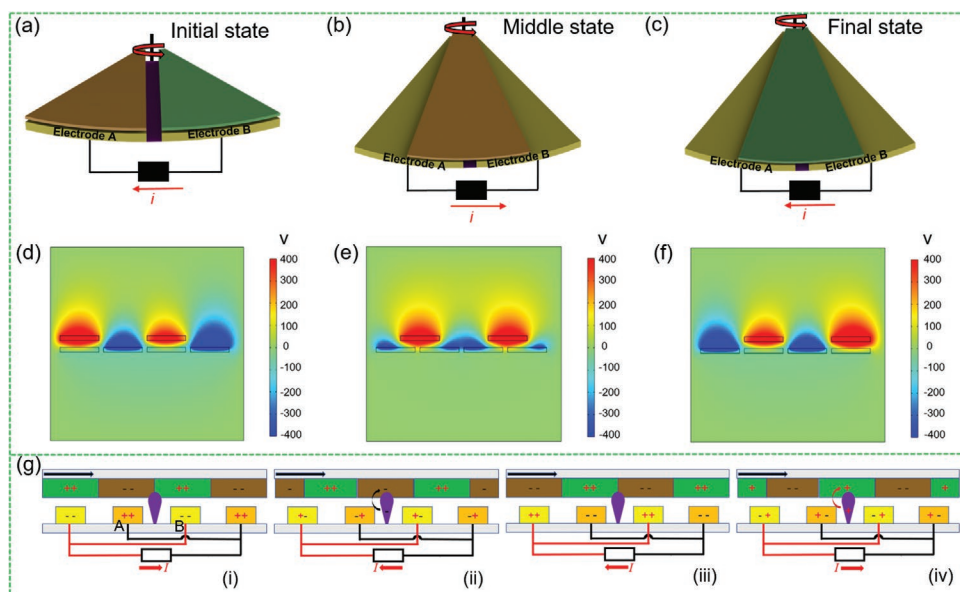 (a)
Initial state
Electrode A
Electrode B
i
(b)
Middle state
Electrode A
Electrode B
i
(c)
Final state
Electrode A
Electrode B
i
(d)
V
400
300
200
100
0
-100
-200
-300
-400
(e)
V
400
300
200
100
0
-100
-200
-300
-400
(f)
V
400
300
200
100
0
-100
-200
-300
-400
(g)
++ -- ++ --
-- ++ -- ++
A B
I
(i)
- ++ -- ++ -
+- -+ - +- -+
I
(ii)
-- ++ -- ++
++ -- ++ --
I
(iii)
+ -- ++ -- +
-+ +- + -+ +-
I
(iv)